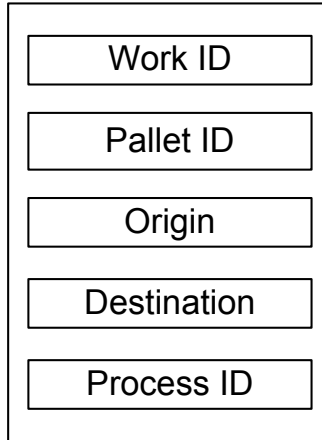 Work ID
Pallet ID
Origin
Destination
Process ID